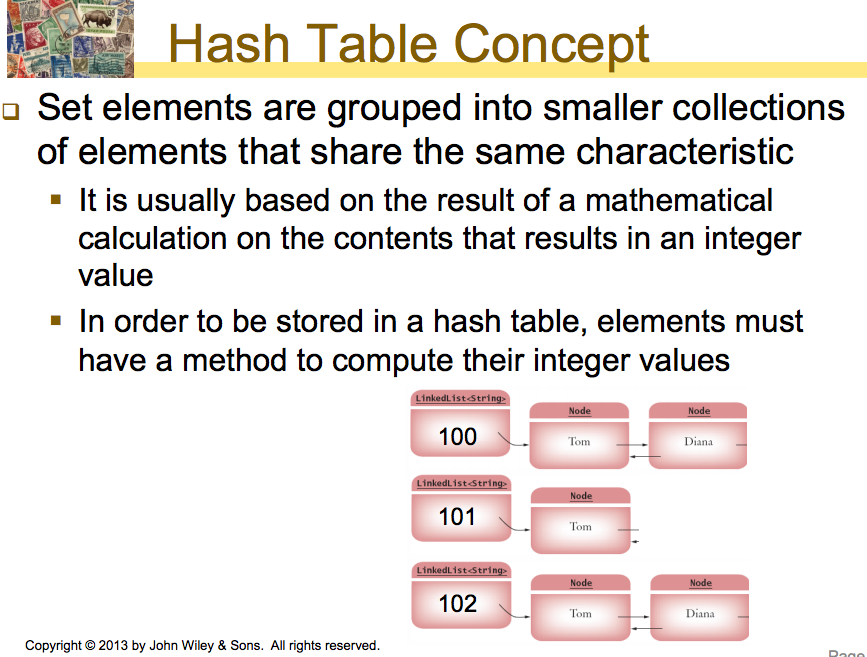 Hash Table Concept
Set elements are grouped into smaller collections
of elements that share the same characteristic
It is usually based on the result of a mathematical
calculation on the contents that results in an integer
value
In order to be stored in a hash table, elements must
have a method to compute their integer values
LinkedList<String>
100
Node
Tom
Node
Diana
LinkedList<String>
101
Node
Tom
LinkedList<String>
102
Node
Tom
Node
Diana
Copyright © 2013 by John Wiley & Sons. All rights reserved.
Page